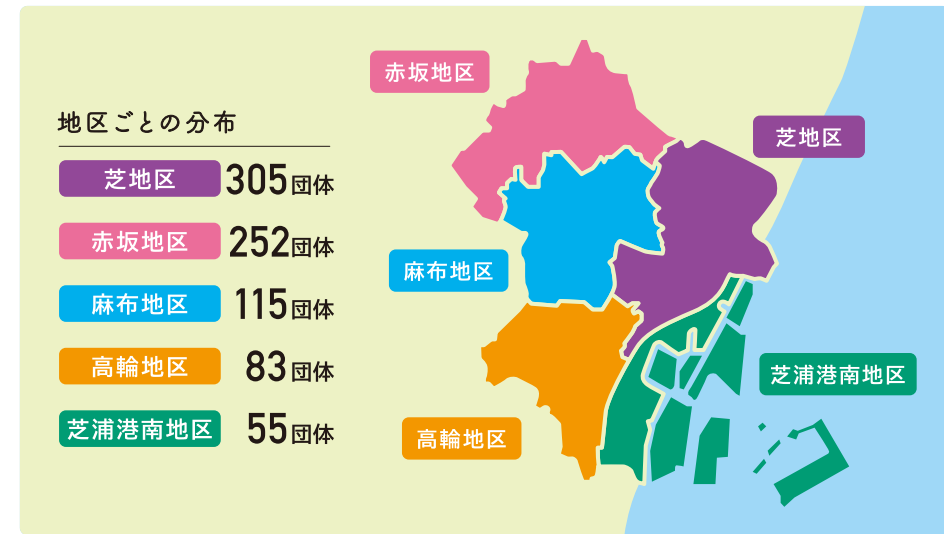 地区ごとの分布
芝地区 305団体
赤坂地区 252団体
麻布地区 115団体
高輪地区 83団体
芝浦港南地区 55団体
赤坂地区
芝地区
麻布地区
芝浦港南地区
高輪地区